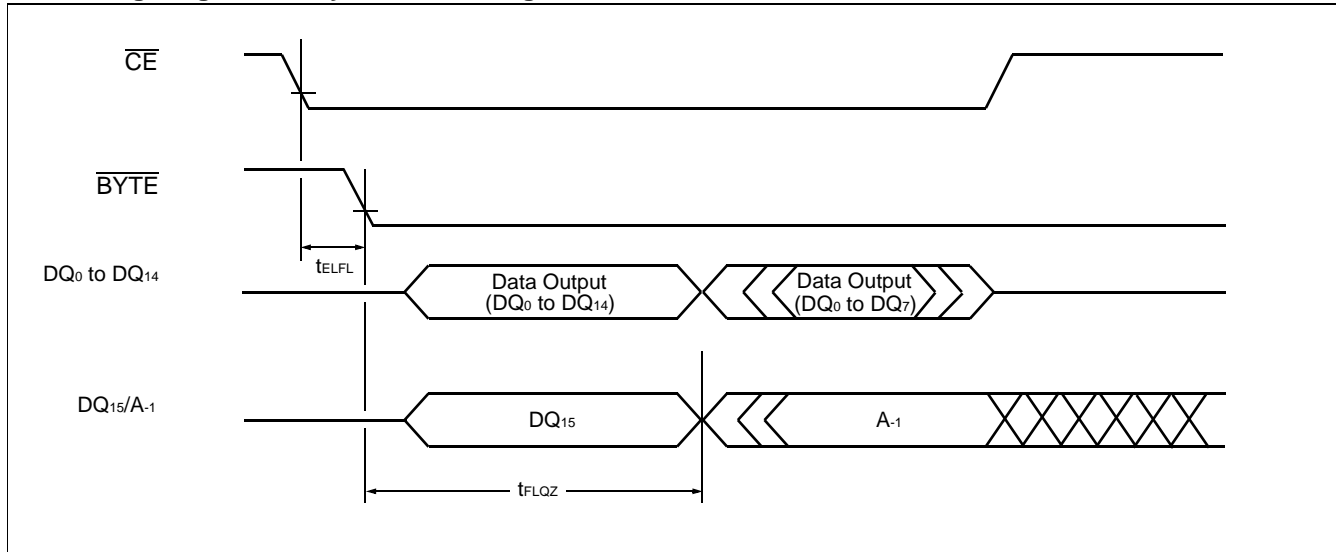 CE
BYTE
tELFL
DQ0 to DQ14
Data Output
(DQ0 to DQ14)
Data Output
(DQ0 to DQ7)
DQ15/A-1
DQ15
A-1
tFLQZ